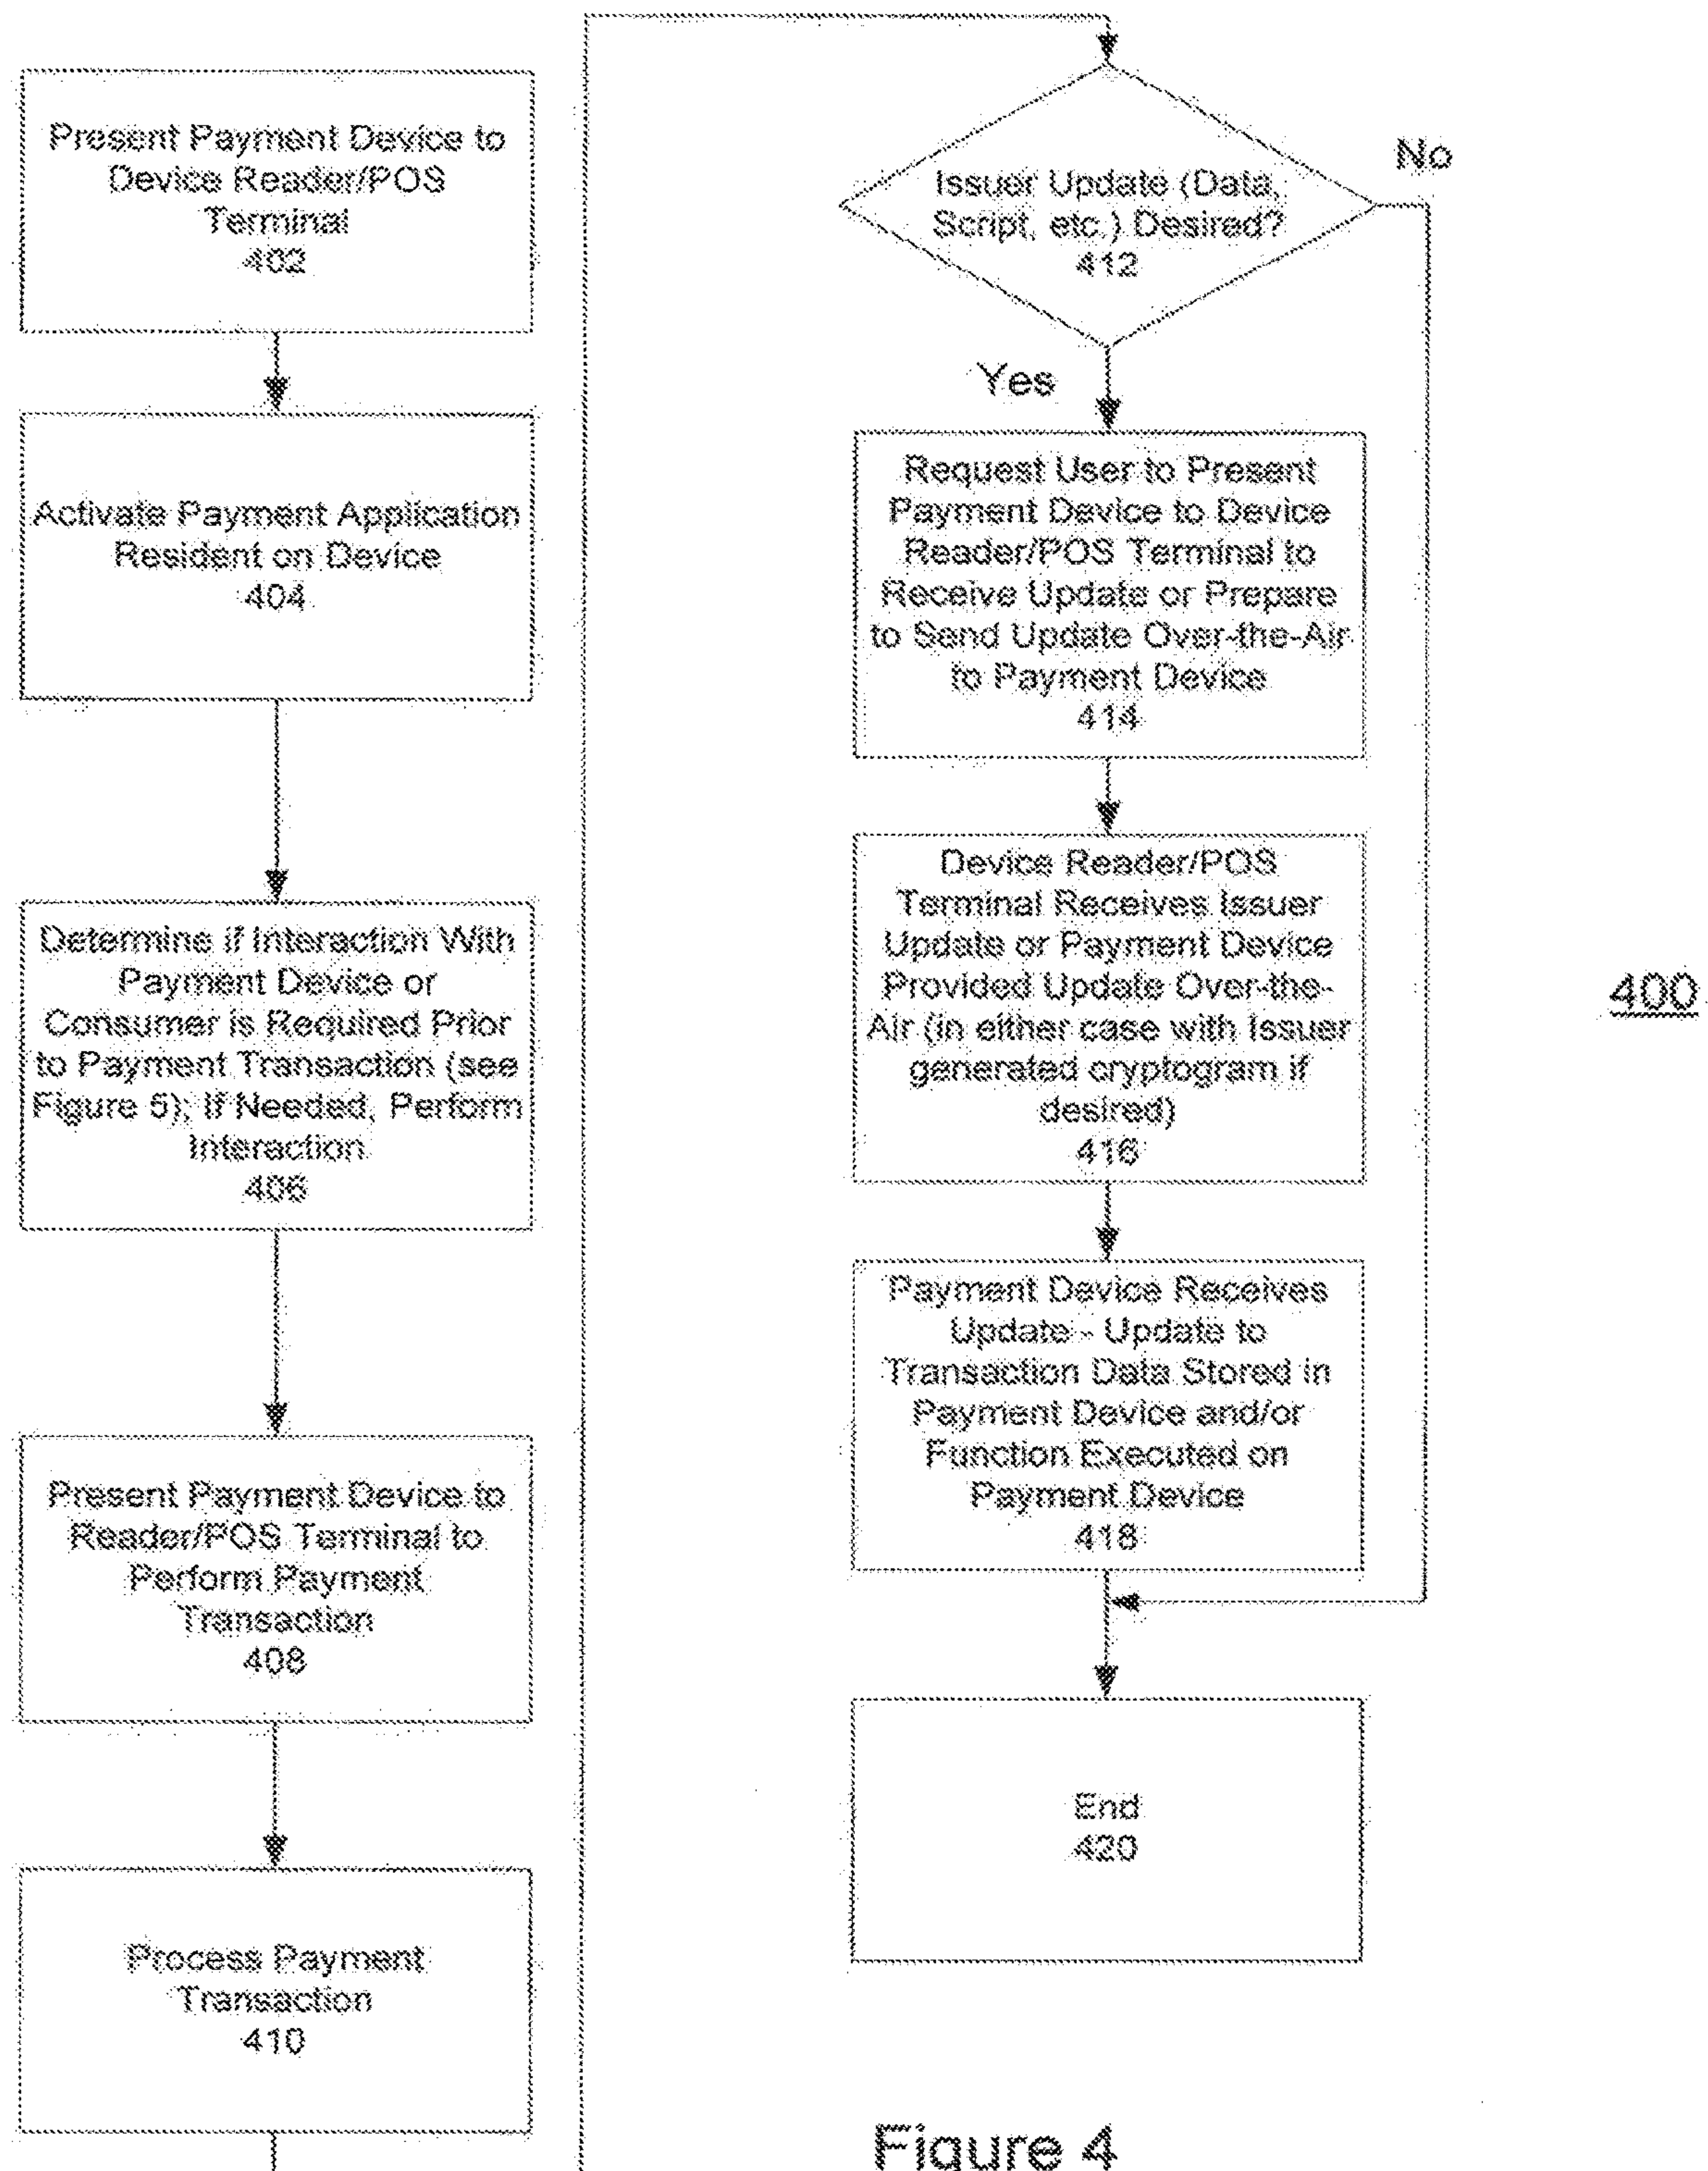 Present Payment Device to
Device Reader/POS
Terminal
402
Activate Payment Application
Resident on Device
404
Determine if Interaction With
Payment Device or
Consumer is Required Prior
to Payment Transaction (see
Figure 5); If Needed, Perform
Interaction
406
Present Payment Device to
Reader/POS Terminal to
Perform Payment
Transaction
408
Process Payment
Transaction
410
Issuer Update (Data,
Script, etc.) Desired?
412
No
Yes
Request User to Present
Payment Device to Device
Reader/POS Terminal to
Receive Update or Prepare
to Send Update Over-the-Air
to Payment Device
414
Device Reader/POS
Terminal Receives Issuer
Update or Payment Device
Provided Update Over-the-
Air (in either case with Issuer
generated cryptogram if
desired)
416
Payment Device Receives
Update - Update to
Transaction Data Stored in
Payment Device and/or
Function Executed on
Payment Device
418
End
420
400
Figure 4